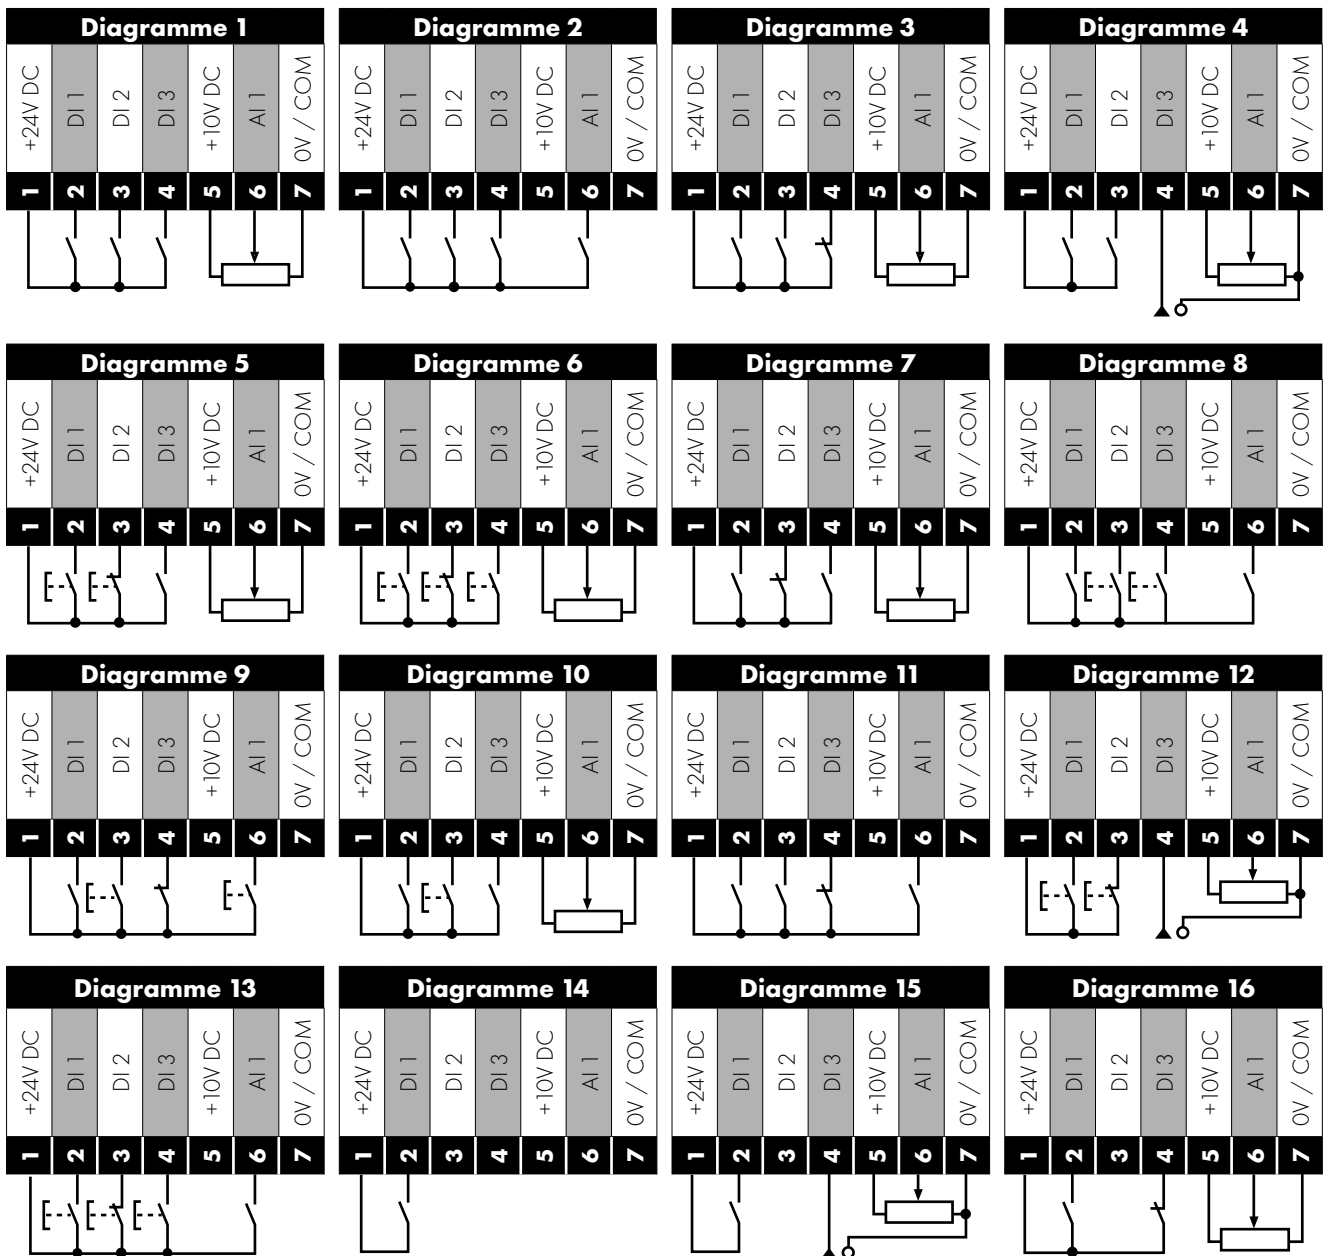 Diagramme 1
+24V DC DI 1 DI 2 DI 3 +10V DC AI 1 0V / COM
1 2 3 4 5 6 7
Diagramme 2
+24V DC DI 1 DI 2 DI 3 +10V DC AI 1 0V / COM
1 2 3 4 5 6 7
Diagramme 3
+24V DC DI 1 DI 2 DI 3 +10V DC AI 1 0V / COM
1 2 3 4 5 6 7
Diagramme 4
+24V DC DI 1 DI 2 DI 3 +10V DC AI 1 0V / COM
1 2 3 4 5 6 7
Diagramme 5
+24V DC DI 1 DI 2 DI 3 +10V DC AI 1 0V / COM
1 2 3 4 5 6 7
Diagramme 6
+24V DC DI 1 DI 2 DI 3 +10V DC AI 1 0V / COM
1 2 3 4 5 6 7
Diagramme 7
+24V DC DI 1 DI 2 DI 3 +10V DC AI 1 0V / COM
1 2 3 4 5 6 7
Diagramme 8
+24V DC DI 1 DI 2 DI 3 +10V DC AI 1 0V / COM
1 2 3 4 5 6 7
Diagramme 9
+24V DC DI 1 DI 2 DI 3 +10V DC AI 1 0V / COM
1 2 3 4 5 6 7
Diagramme 10
+24V DC DI 1 DI 2 DI 3 +10V DC AI 1 0V / COM
1 2 3 4 5 6 7
Diagramme 11
+24V DC DI 1 DI 2 DI 3 +10V DC AI 1 0V / COM
1 2 3 4 5 6 7
Diagramme 12
+24V DC DI 1 DI 2 DI 3 +10V DC AI 1 0V / COM
1 2 3 4 5 6 7
Diagramme 13
+24V DC DI 1 DI 2 DI 3 +10V DC AI 1 0V / COM
1 2 3 4 5 6 7
Diagramme 14
+24V DC DI 1 DI 2 DI 3 +10V DC AI 1 0V / COM
1 2 3 4 5 6 7
Diagramme 15
+24V DC DI 1 DI 2 DI 3 +10V DC AI 1 0V / COM
1 2 3 4 5 6 7
Diagramme 16
+24V DC DI 1 DI 2 DI 3 +10V DC AI 1 0V / COM
1 2 3 4 5 6 7